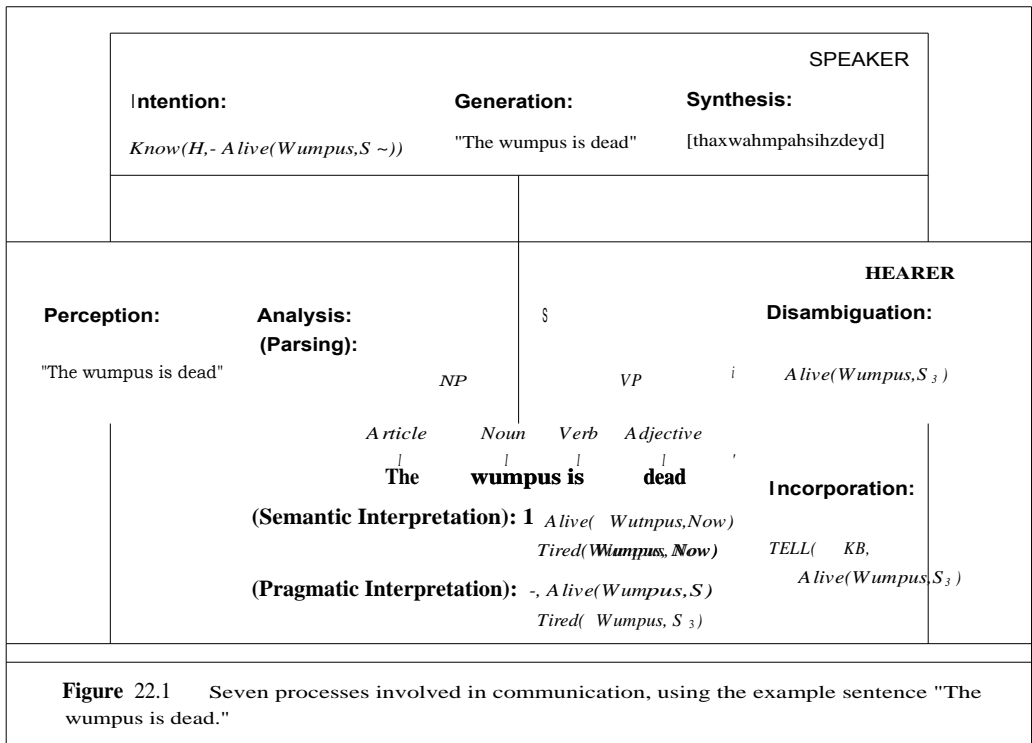 SPEAKER
Intention: Generation: Synthesis:
Know(H,- Alive(Wumpus,S ~)) "The wumpus is dead" [thaxwahmpahsihzdeyd]
HEARER
Perception: Analysis: S Disambiguation:
(Parsing):
"The wumpus is dead" NP VP i Alive(Wumpus,S 3 )
Article Noun Verb Adjective
l l l l '
The wumpus is dead
Incorporation:
(Semantic Interpretation): 1 Alive( Wutnpus,Now)
Tired(Wumpus, Now) TELL( KB,
Alive(Wumpus,S3 )
(Pragmatic Interpretation): -, Alive(Wumpus,S)
Tired( Wumpus, S 3)
Figure 22.1 Seven processes involved in communication, using the example sentence "The
wumpus is dead."